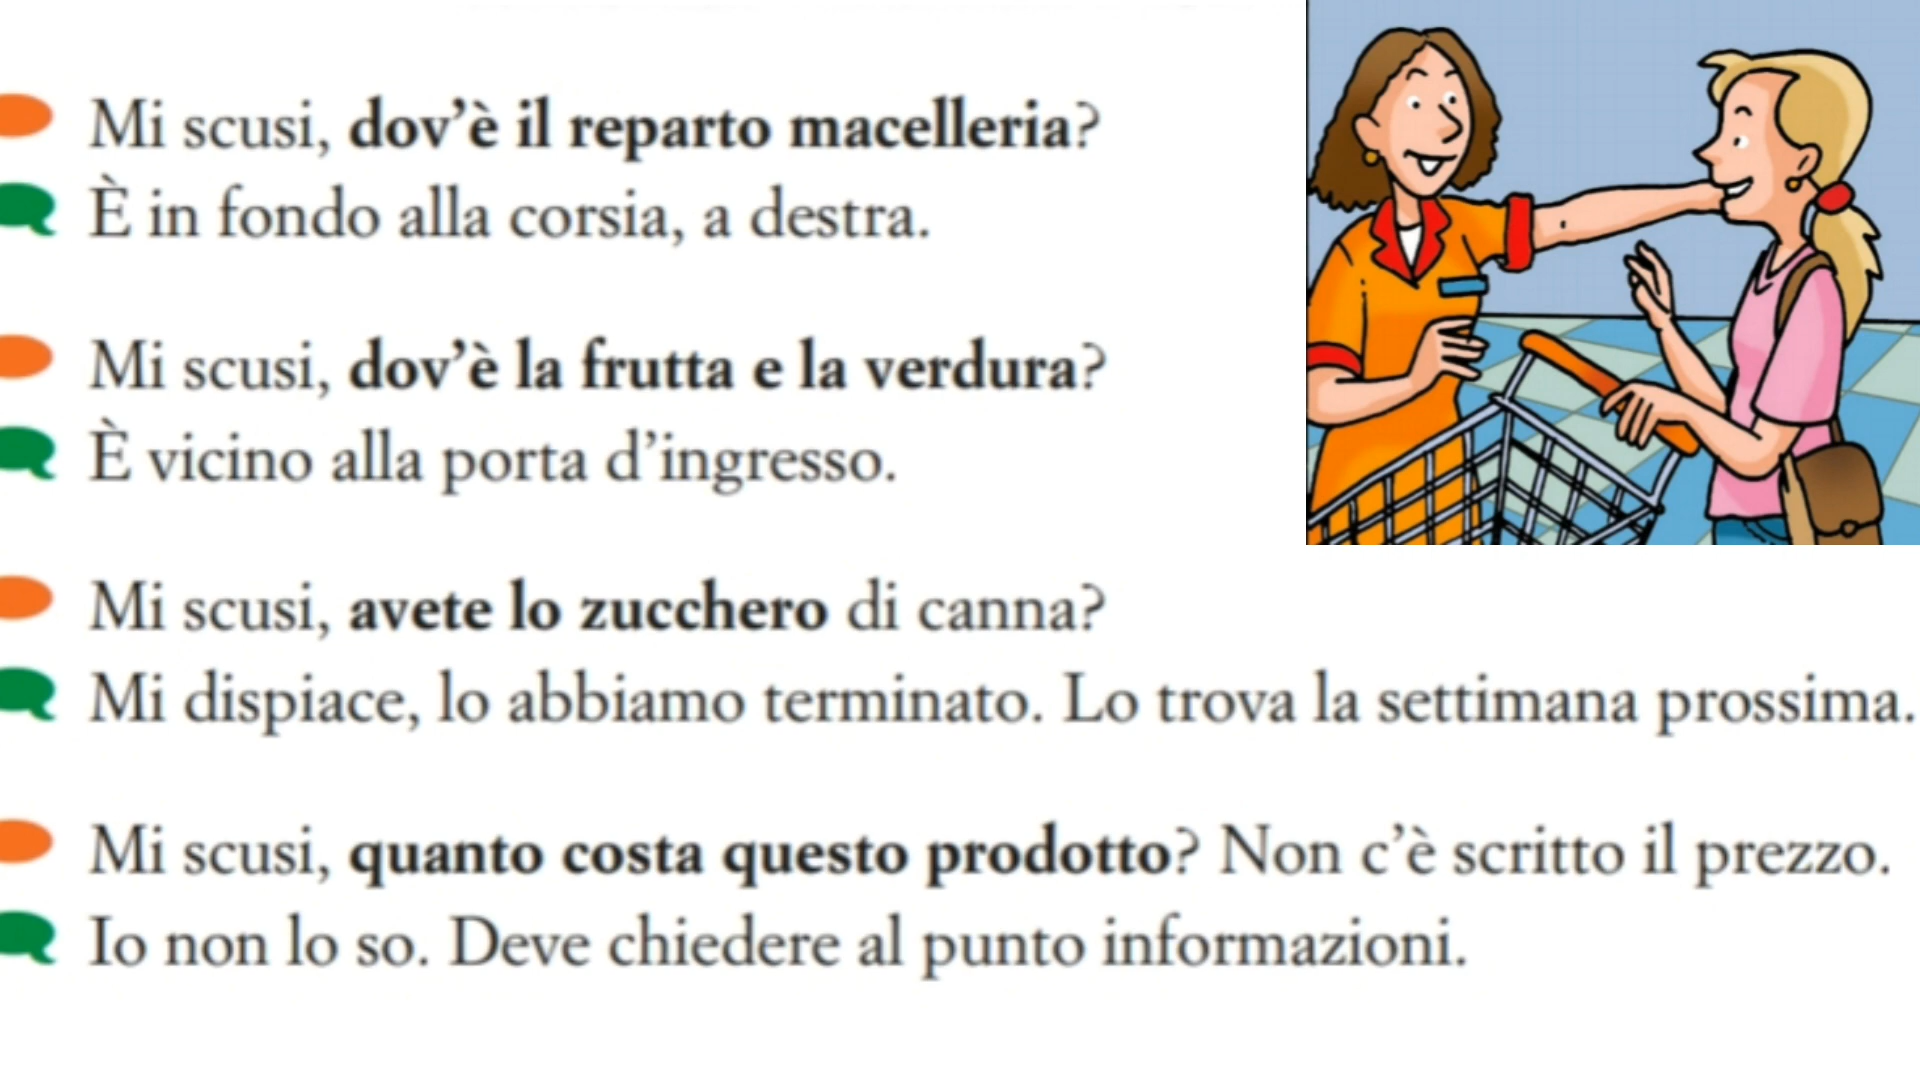 Mi scusi, dov’è il reparto macelleria?
È in fondo alla corsia, a destra.
Mi scusi, dov’è la frutta e la verdura?
È vicino alla porta d’ingresso.
Mi scusi, avete lo zucchero di canna?
Mi dispiace, lo abbiamo terminato. Lo trova la settimana prossima.
Mi scusi, quanto costa questo prodotto? Non c’è scritto il prezzo.
Io non lo so. Deve chiedere al punto informazioni.